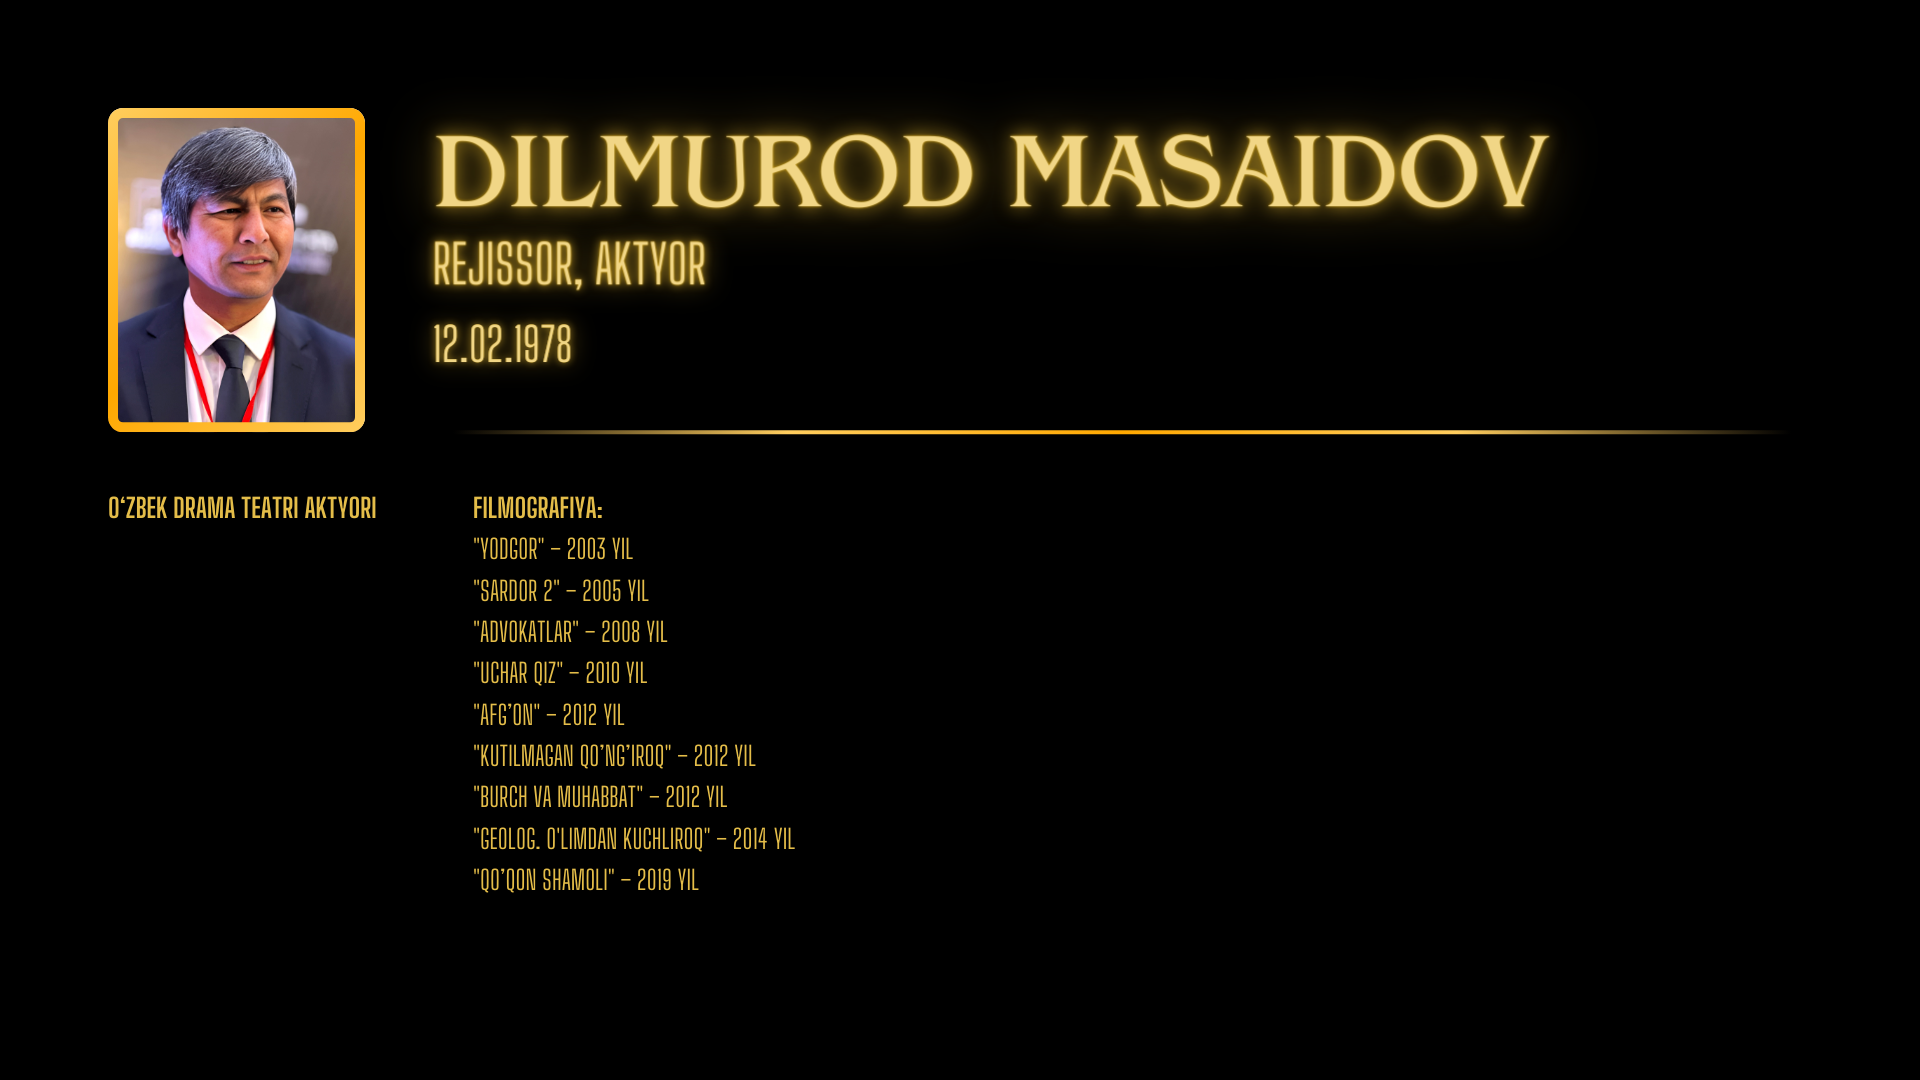 DILMUROD MASAIDOV
REJISSOR, AKTYOR
12.02.1978
O‘ZBEK DRAMA TEATRI AKTYORI
FILMOGRAFIYA:
"YODGOR" – 2003 YIL
"SARDOR 2" – 2005 YIL
"ADVOKATLAR" – 2008 YIL
"UCHAR QIZ" – 2010 YIL
"AFG’ON" – 2012 YIL
"KUTILMAGAN QO’NG’IROQ" – 2012 YIL
"BURCH VA MUHABBAT" – 2012 YIL
"GEOLOG. O'LIMDAN KUCHLIROQ" – 2014 YIL
"QO’QON SHAMOLI" – 2019 YIL